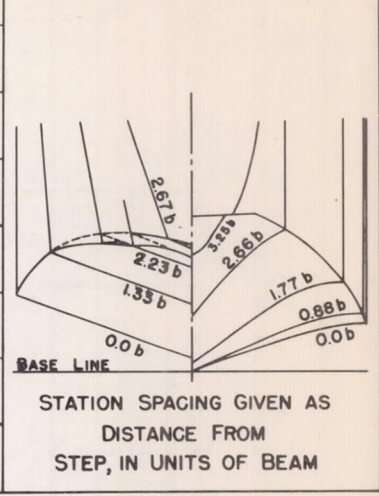 2.67 b
3.25 b
2.23 b
2.66 b
1.33 b
1.77 b
0.88 b
0.0 b
0.0 b
BASE LINE
STATION SPACING GIVEN AS
DISTANCE FROM
STEP, IN UNITS OF BEAM